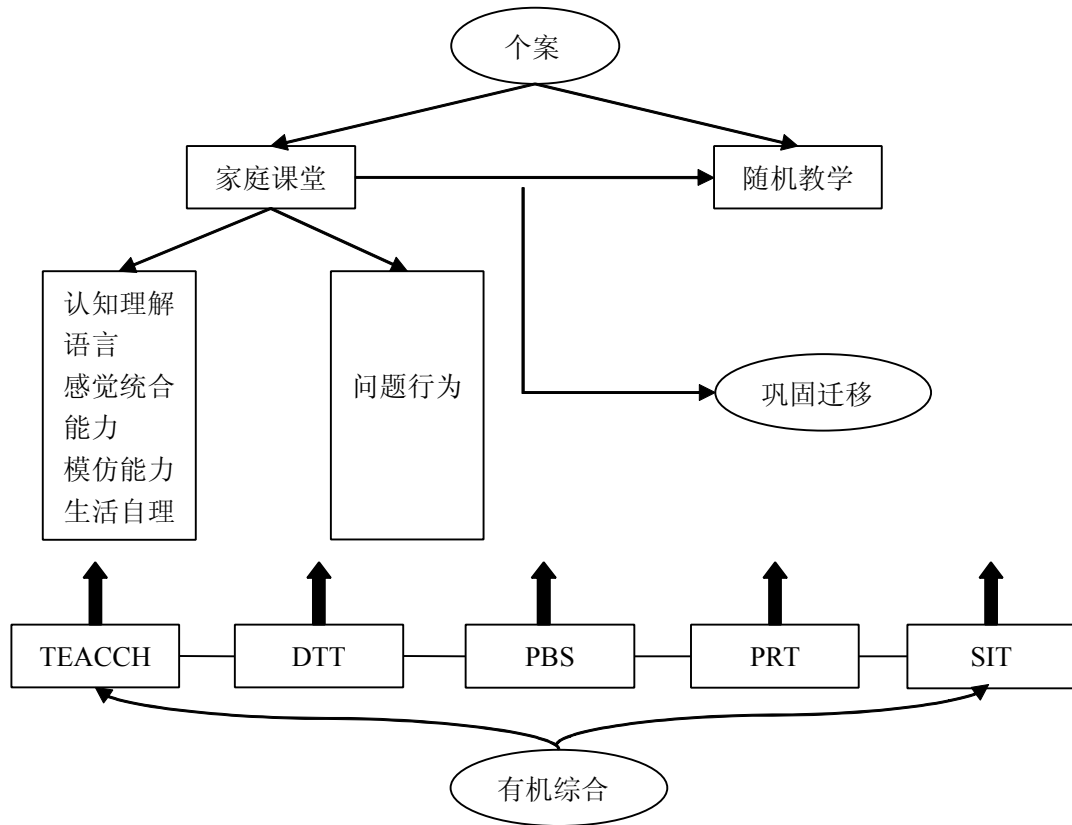 个案
家庭课堂
随机教学
认知理解
语言
感觉统合
能力
模仿能力
生活自理
问题行为
巩固迁移
TEACCH
DTT
PBS
PRT
SIT
有机综合